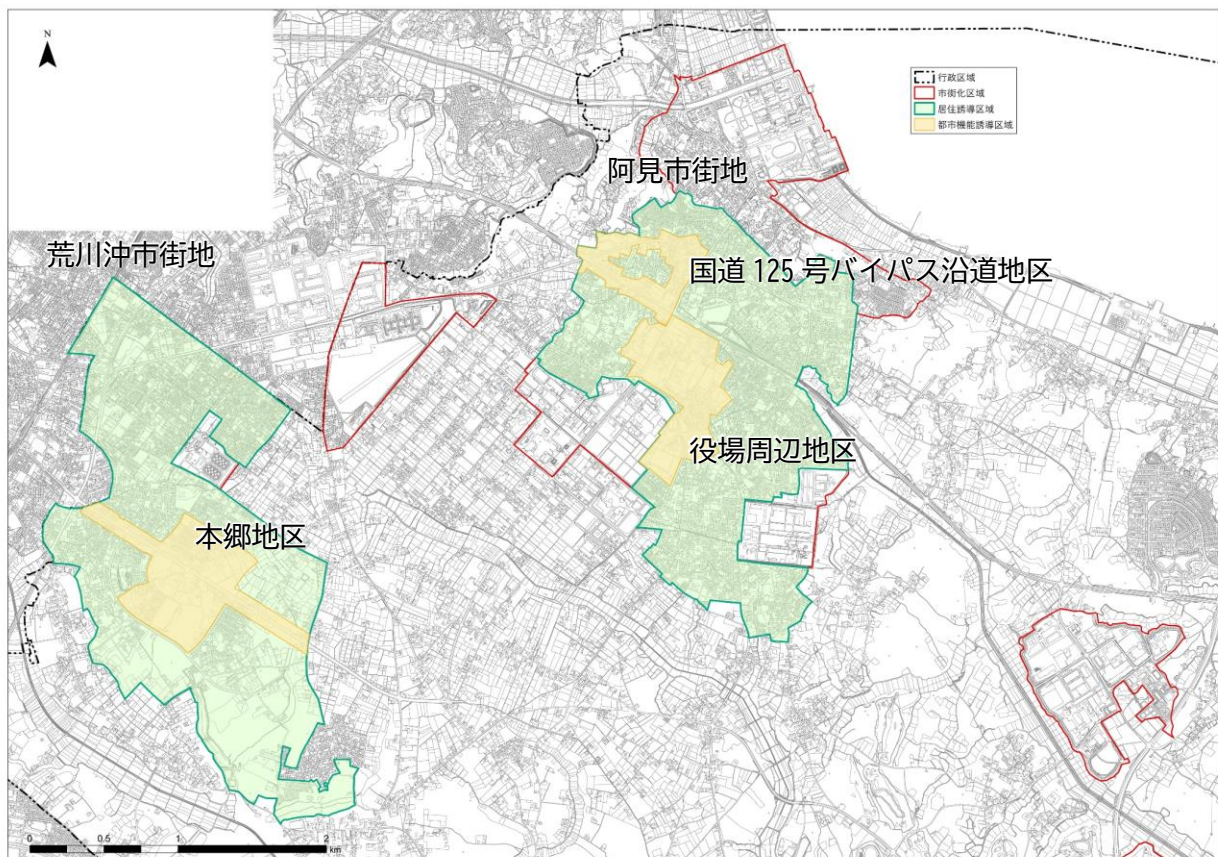 N
行政区域
市街化区域
居住誘導区域
都市機能誘導区域
阿見市街地
荒川沖市街地
国道 125 号バイパス沿道地区
役場周辺地区
本郷地区
0 0.5 1 2
km